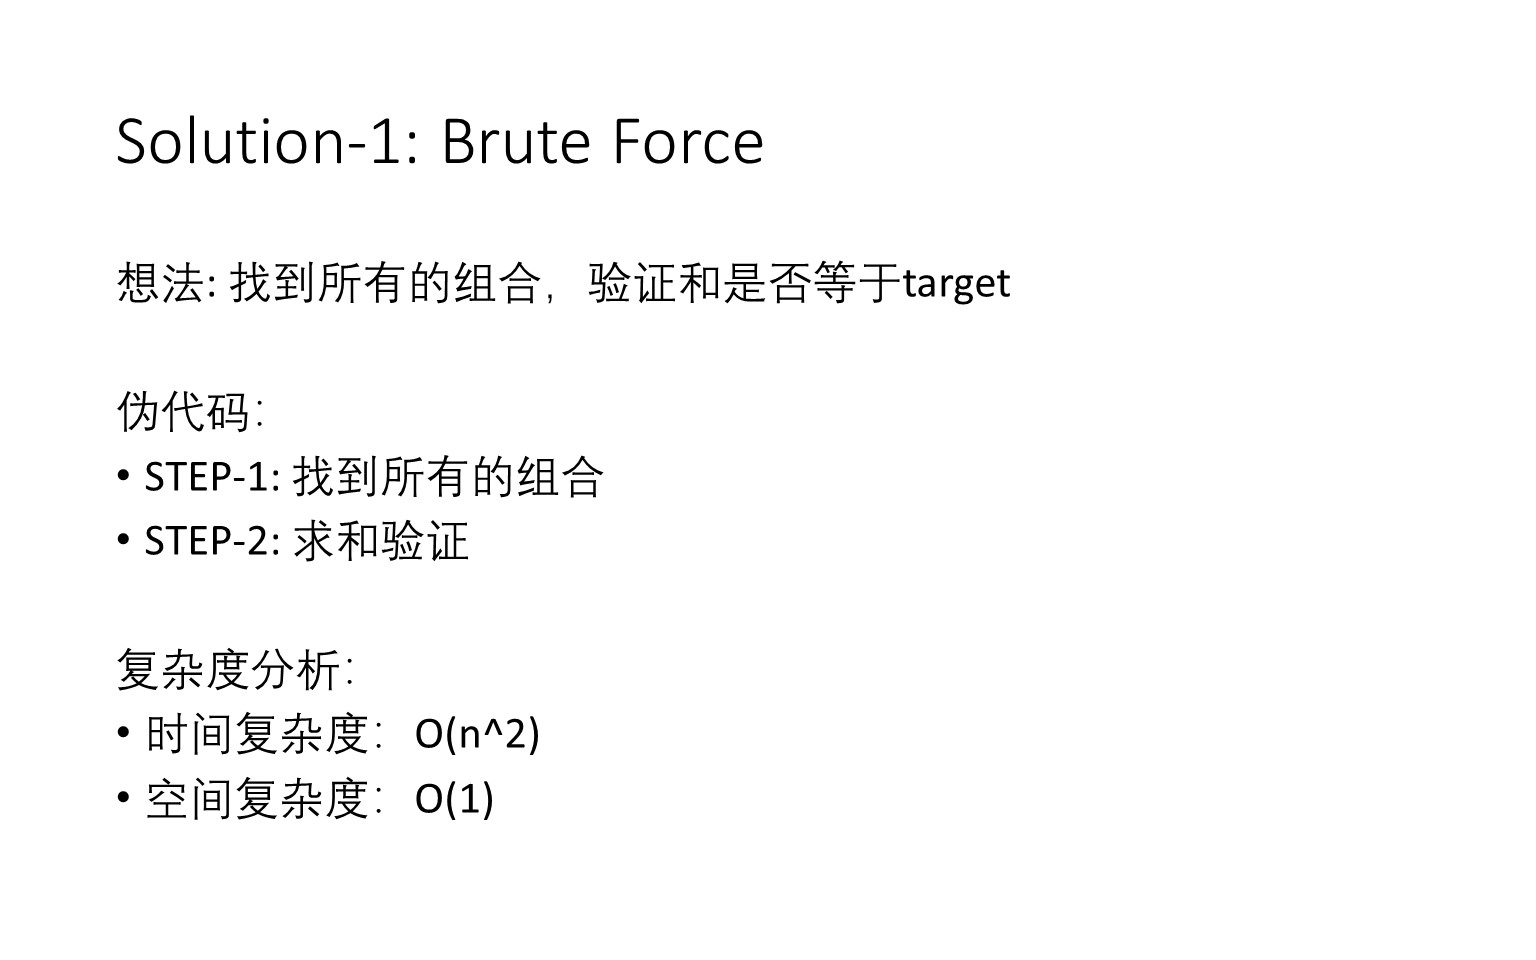 Solution-1: Brute Force
想法: 找到所有的组合，验证和是否等于target
伪代码：
• STEP-1: 找到所有的组合
• STEP-2: 求和验证
复杂度分析：
• 时间复杂度：O(n^2)
• 空间复杂度：O(1)